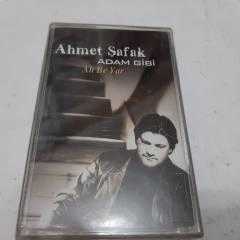 Ahmet Şafak
ADAM GİBİ
Ah Be Yar